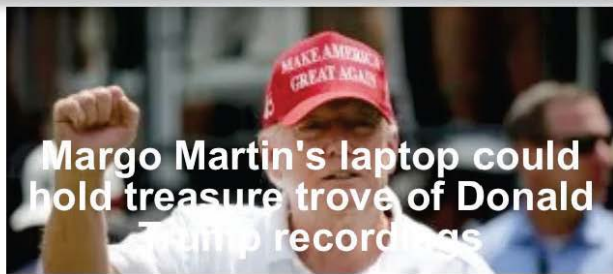 MAKE AMERICA
GREAT AGAIN
Margo Martin's laptop could
hold treasure trove of Donald
Trump recordings